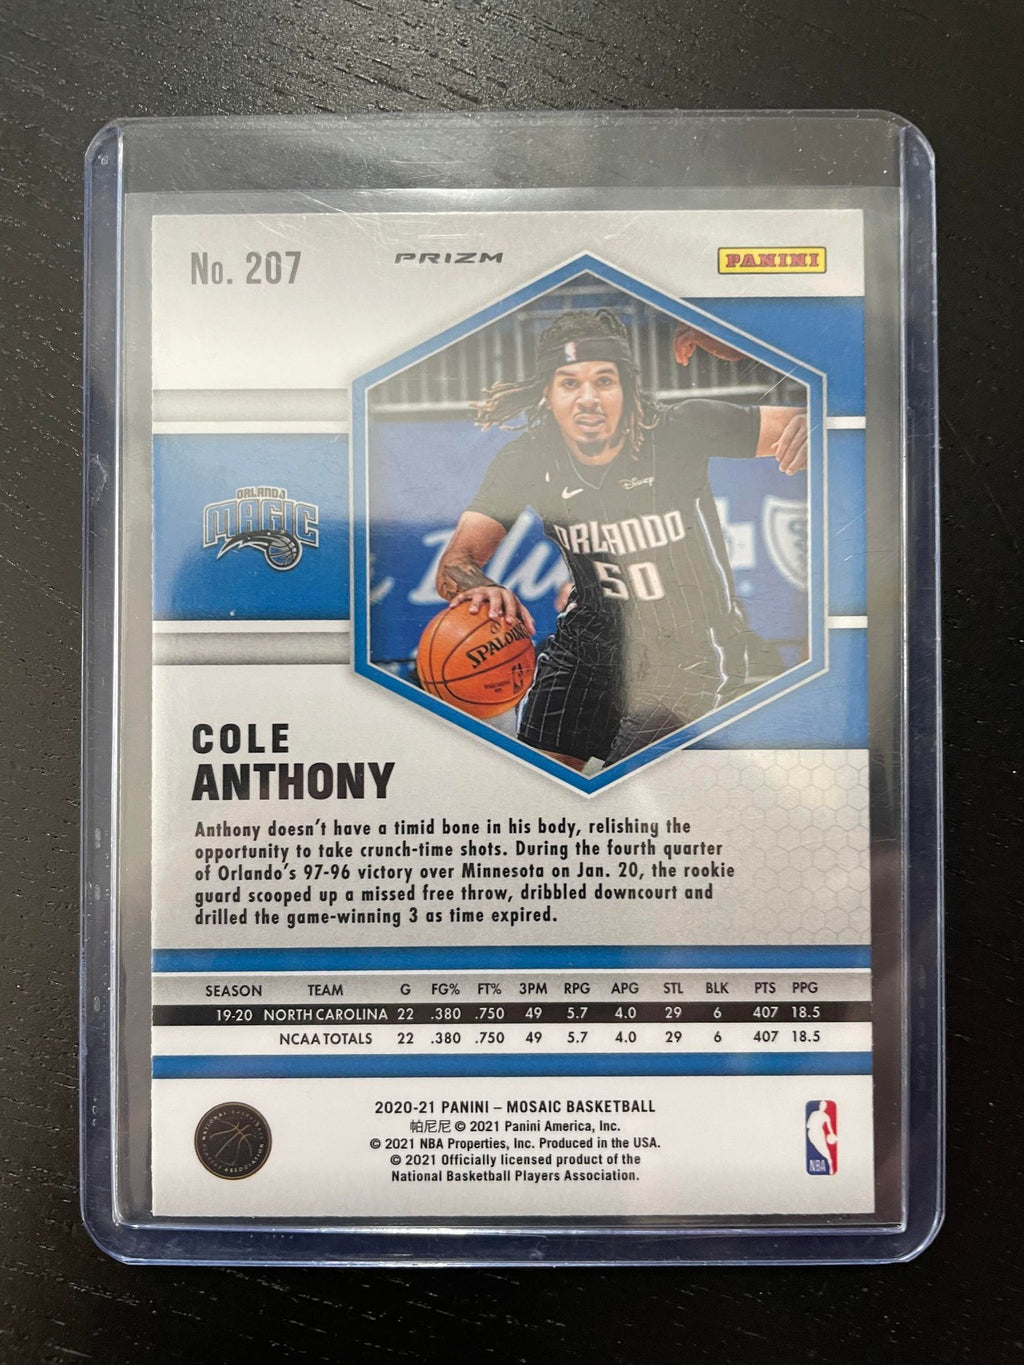 No. 207
PRIZM
PANINI
ORLANDO
MAGIC
Disney
ORLANDO
50
SPALDING
COLE
ANTHONY
Anthony doesn't have a timid bone in his body, relishing the
opportunity to take crunch-time shots. During the fourth quarter
of Orlando's 97-96 victory over Minnesota on Jan. 20, the rookie
guard scooped up a missed free throw, dribbled downcourt and
drilled the game-winning 3 as time expired.
SEASON TEAM G FG% FT% 3PM RPG APG STL BLK PTS PPG
19-20 NORTH CAROLINA 22 .380 .750 49 5.7 4.0 29 6 407 18.5
NCAA TOTALS 22 .380 .750 49 5.7 4.0 29 6 407 18.5
2020-21 PANINI – MOSAIC BASKETBALL
帕尼尼 © 2021 Panini America, Inc.
© 2021 NBA Properties, Inc. Produced in the USA.
© 2021 Officially licensed product of the
National Basketball Players Association.
NBA